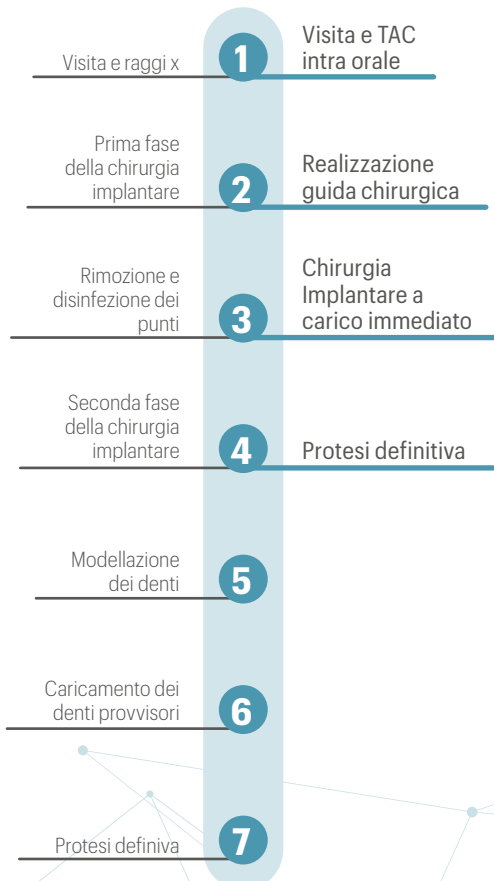 Visita e raggi x
1
Visita e TAC
intra orale
Prima fase
della chirurgia
implantare
2
Realizzazione
guida chirurgica
Rimozione e
disinfezione dei
punti
3
Chirurgia
Implantare a
carico immediato
Seconda fase
della chirurgia
implantare
4
Protesi definitiva
Modellazione
dei denti
5
Caricamento dei
denti provvisori
6
Protesi definiva
7